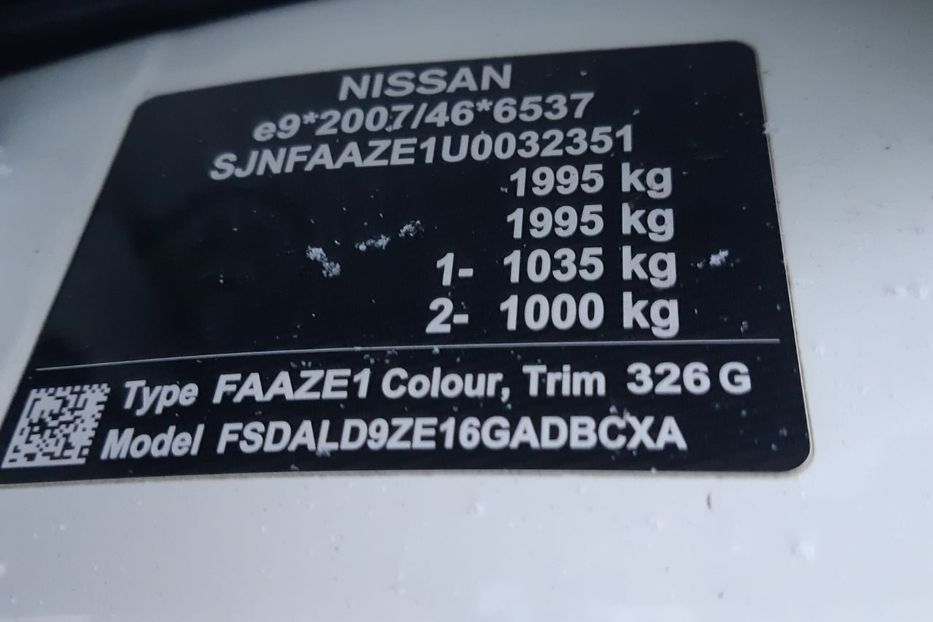 NISSAN
e9*2007/46*6537
SJNFAAZE1U0032351
1995 kg
1995 kg
1- 1035 kg
2- 1000 kg
Type FAAZE1 Colour, Trim 326 G
Model FSDALD9ZE16GADBCXA